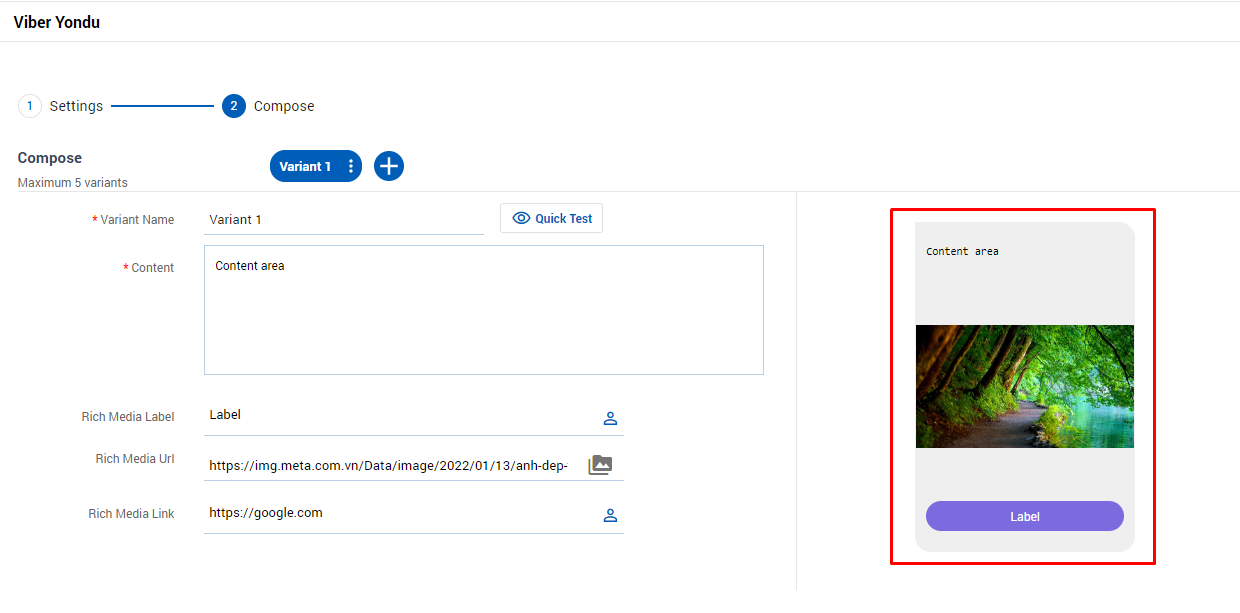 Viber Yondu
1 Settings 2 Compose
Compose
Maximum 5 variants
Variant 1
* Variant Name Variant 1 Quick Test
* Content Content area
Rich Media Label Label
Rich Media Url https://img.meta.com.vn/Data/image/2022/01/13/anh-dep-
Rich Media Link https://google.com
Content area
Label